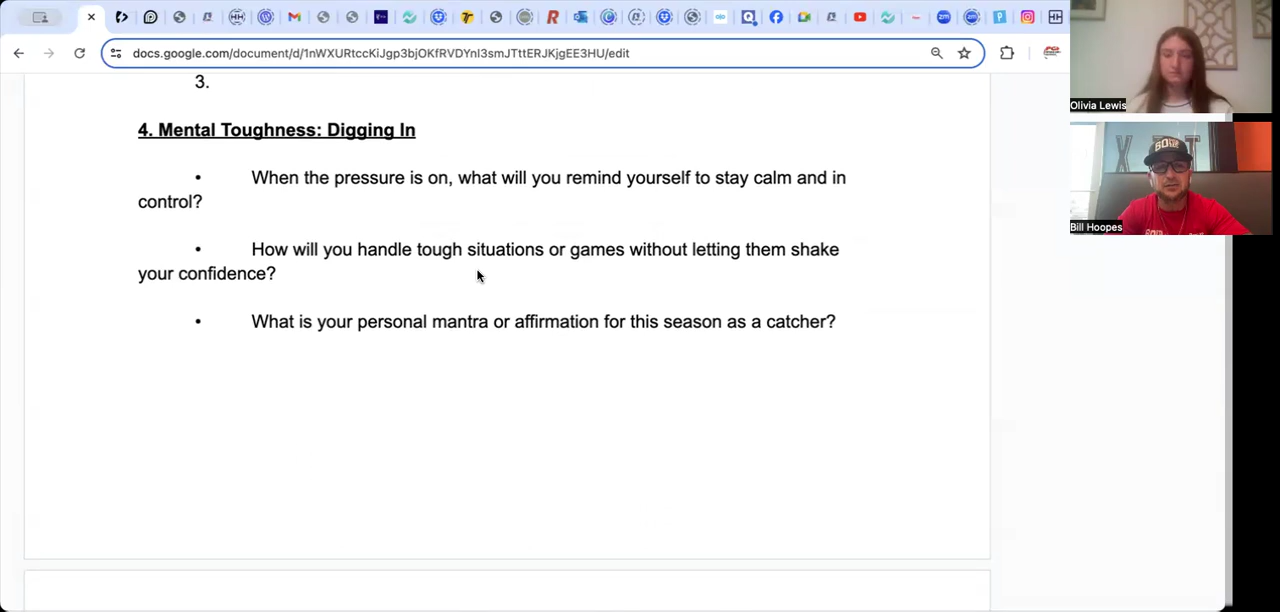 docs.google.com/document/d/1nWXURtccKiJgp3bjOKfRVDYnI3smJTttERJKjgEE3HU/edit
3.
4. Mental Toughness: Digging In
• When the pressure is on, what will you remind yourself to stay calm and in
control?
• How will you handle tough situations or games without letting them shake
your confidence?
• What is your personal mantra or affirmation for this season as a catcher?
Olivia Lewis
Bill Hoopes